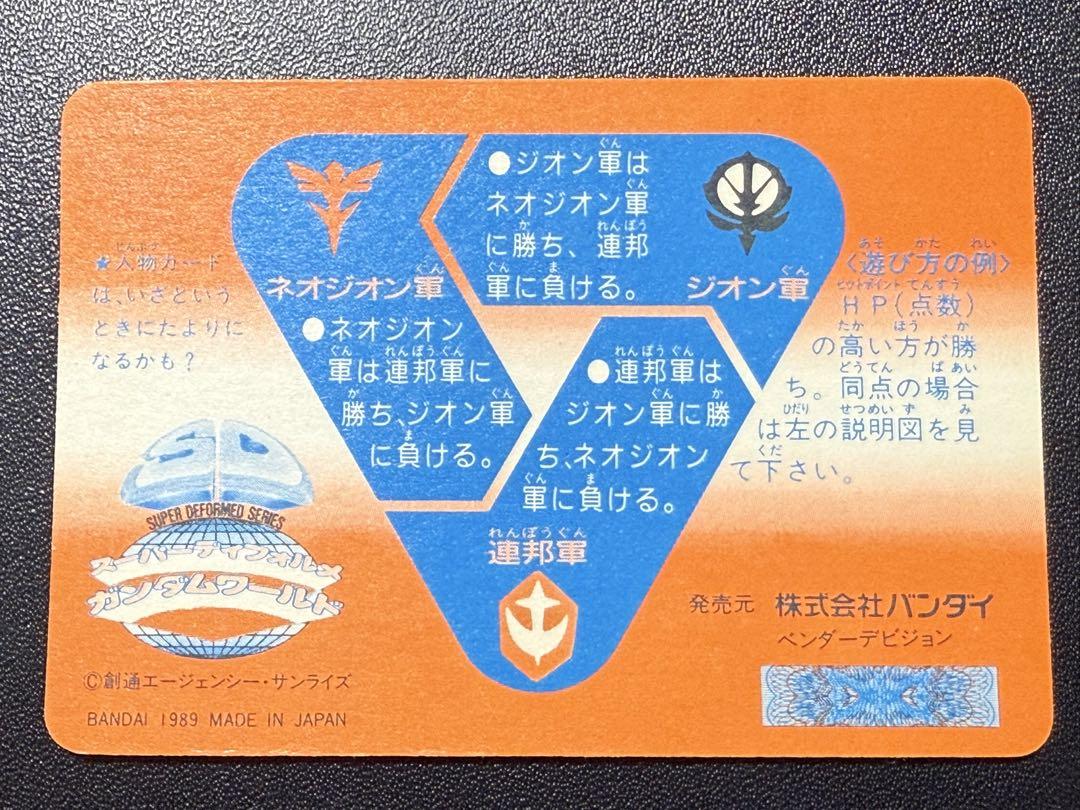 ネオジオン軍
●ジオン軍は
ネオジオン軍
に勝ち、連邦
軍に負ける。
ジオン軍
★人物カード
は、いざという
ときにたよりに
なるかも？
●ネオジオン
軍は連邦軍に
勝ち、ジオン軍
に負ける。
●連邦軍は
ジオン軍に勝
ち、ネオジオン
軍に負ける。
連邦軍
〈遊び方の例〉
HP(点数)
の高い方が勝
ち。同点の場合
は左の説明図を見
て下さい。
SUPER DEFORMED SERIES
スーパーディフォルメ
ガンダムワールド
©創通エージェンシー・サンライズ
BANDAI 1989 MADE IN JAPAN
発売元 株式会社バンダイ
ベンダーデビジョン